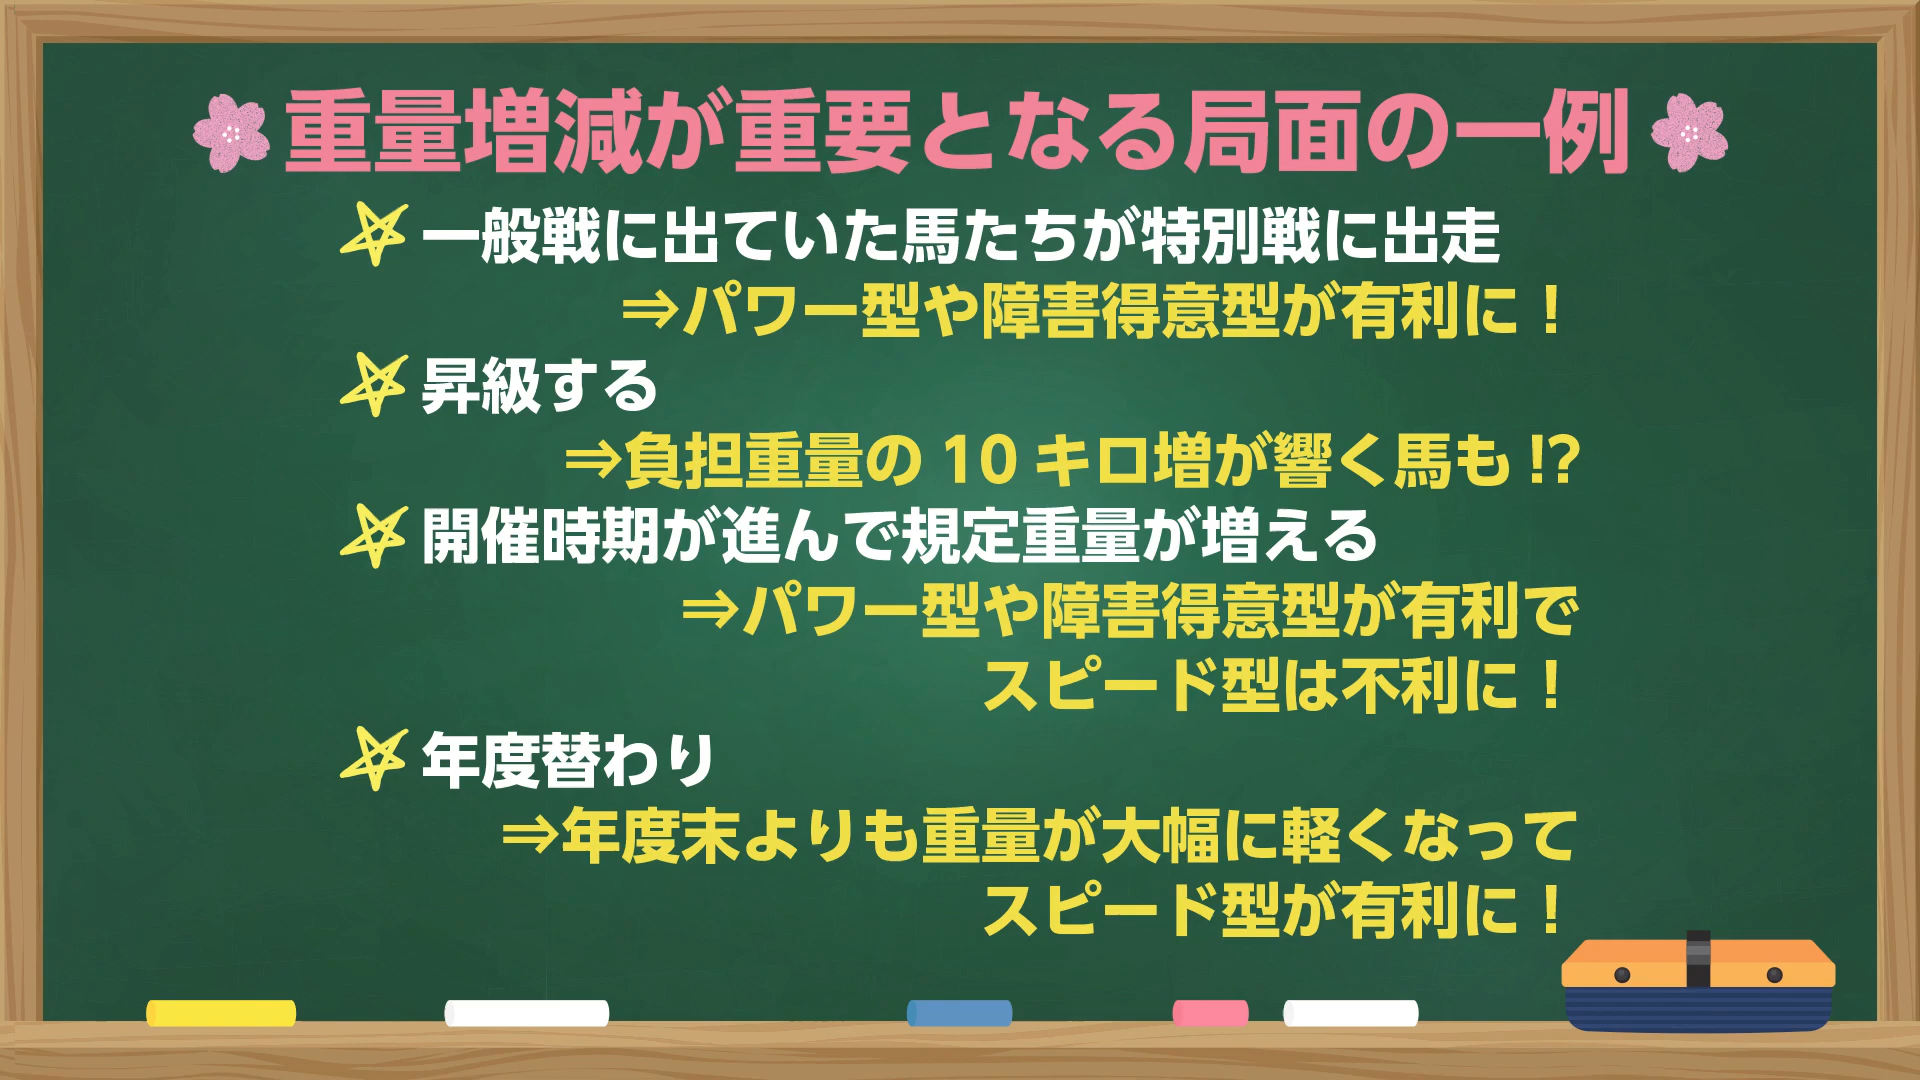 重量増減が重要となる局面の一例
一般戦に出ていた馬たちが特別戦に出走
⇒パワー型や障害得意型が有利に！
昇級する
⇒負担重量の10キロ増が響く馬も!?
開催時期が進んで規定重量が増える
⇒パワー型や障害得意型が有利で
スピード型は不利に！
年度替わり
⇒年度末よりも重量が大幅に軽くなって
スピード型が有利に！